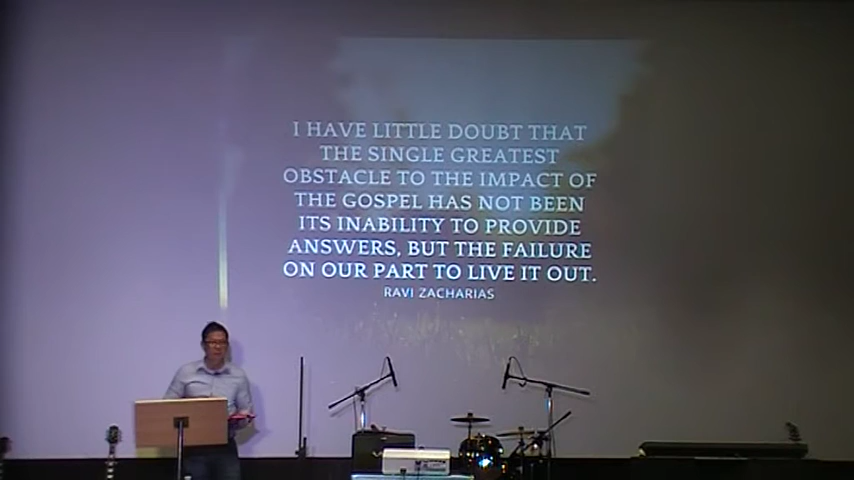 I HAVE LITTLE DOUBT THAT
THE SINGLE GREATEST
OBSTACLE TO THE IMPACT OF
THE GOSPEL HAS NOT BEEN
ITS INABILITY TO PROVIDE
ANSWERS, BUT THE FAILURE
ON OUR PART TO LIVE IT OUT.
RAVI ZACHARIAS